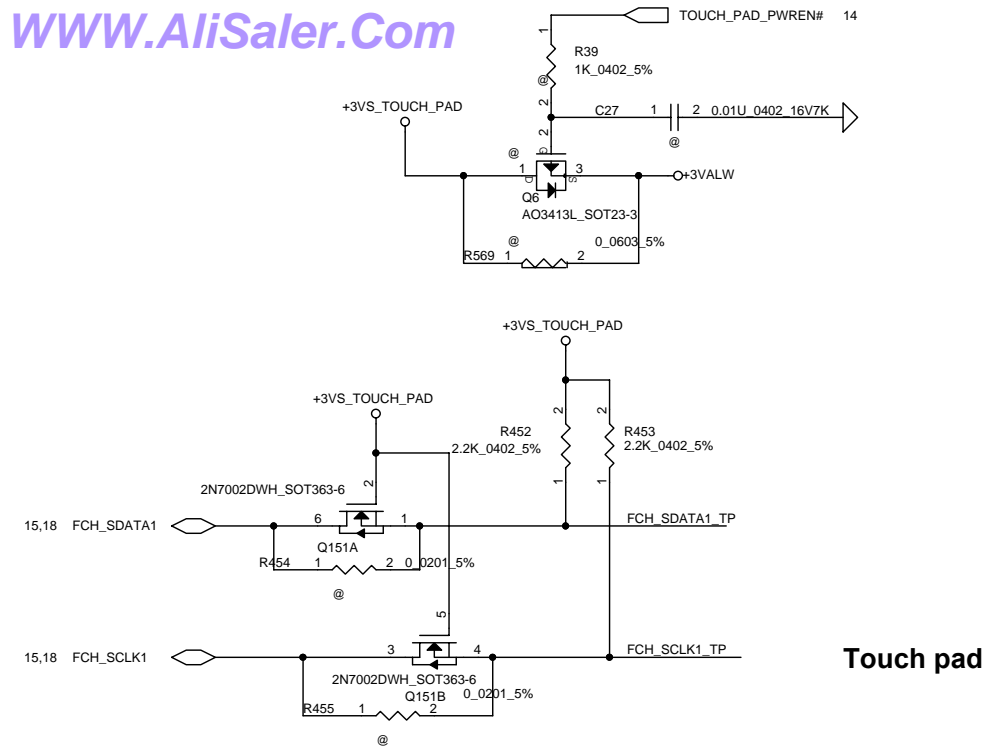 WWW.AliSaler.Com
TOUCH_PAD_PWREN# 14
1
R39
1K_0402_5%
@
2
+3VS_TOUCH_PAD
C27 1 2 0.01U_0402_16V7K
@
2
G
@
1 3
D S
+3VALW
Q6
AO3413L_SOT23-3
@ 0_0603_5%
R569 1 2
+3VS_TOUCH_PAD
+3VS_TOUCH_PAD
2 2
R452 R453
2.2K_0402_5% 2.2K_0402_5%
1 1
2
2N7002DWH_SOT363-6
15,18 FCH_SDATA1 6 1 FCH_SDATA1_TP
Q151A
R454 1 2 0_0201_5%
@
5
15,18 FCH_SCLK1 3 4 FCH_SCLK1_TP
Touch pad
2N7002DWH_SOT363-6
Q151B 0_0201_5%
R455 1 2
@